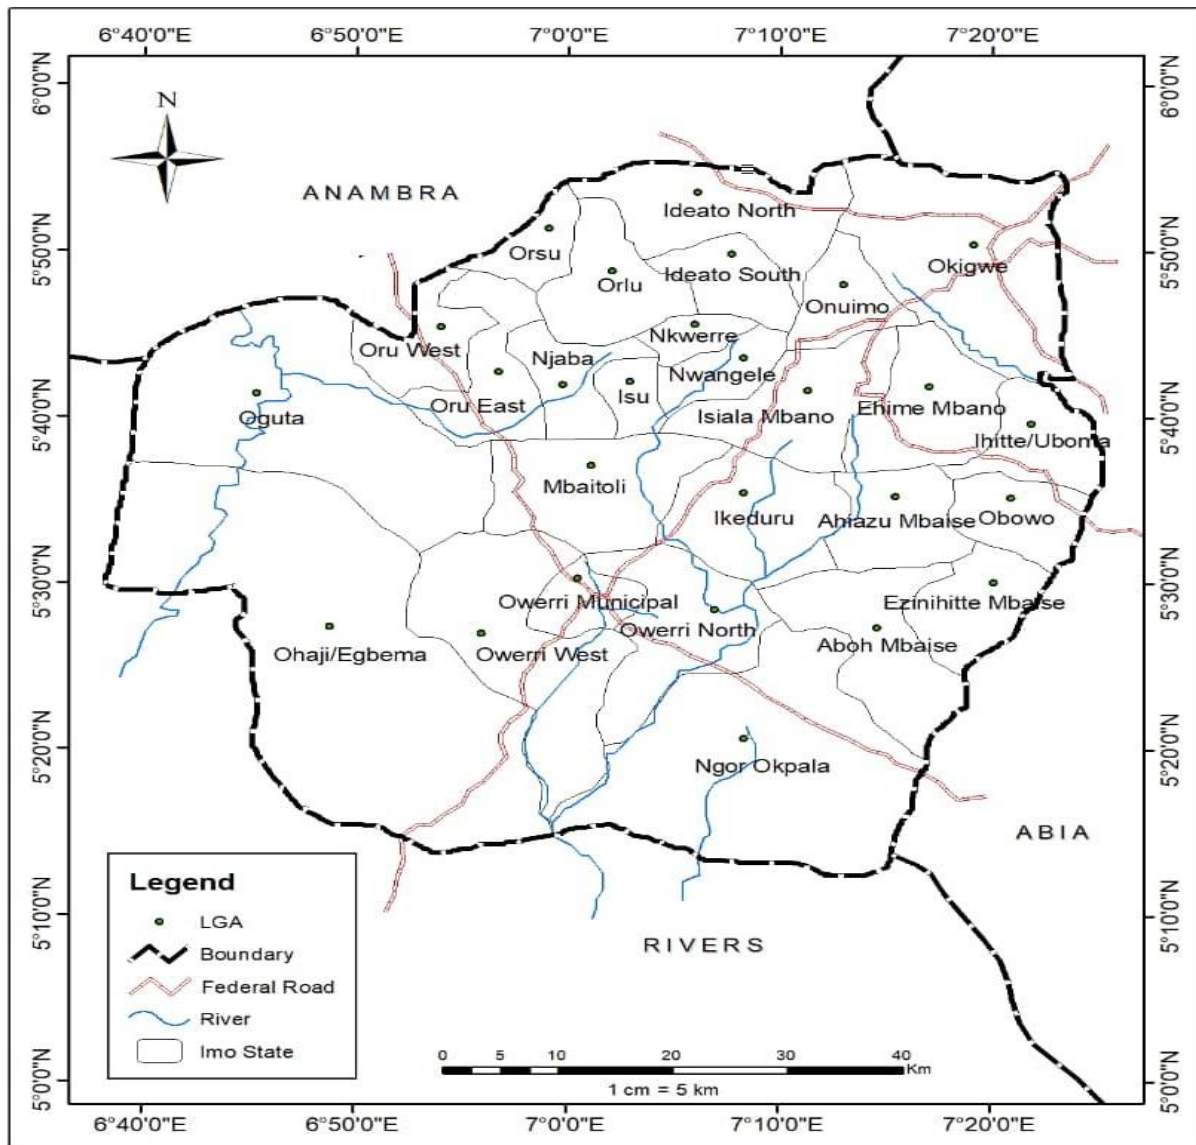 6°40'0"E 6°50'0"E 7°0'0"E 7°10'0"E 7°20'0"E
6°0'0"N
6°0'0"N
N
ANAMBRA
Ideato North
5°50'0"N
5°50'0"N
Orsu
Okigwe
Ideato South
Orlu
Onuimo
Nkwerre
Oru West
Njaba
Nwangele
Isu
Oru East
Ehime Mbano
Isiala Mbano
Oguta
5°40'0"N
5°40'0"N
Ihitte/Uboma
Mbaitoli
Ikeduru
Ahiazu Mbaise
Obowo
5°30'0"N
5°30'0"N
Owerri Municipal
Ezinihitte Mbaise
Owerri North
Aboh Mbaise
Ohaji/Egbema
Owerri West
5°20'0"N
5°20'0"N
Ngor Okpala
ABIA
RIVERS
5°10'0"N
5°10'0"N
Legend
LGA
Boundary
Federal Road
River
Imo State
0 5 10 20 30 40
Km
1 cm = 5 km
5°0'0"N
5°0'0"N
6°40'0"E 6°50'0"E 7°0'0"E 7°10'0"E 7°20'0"E